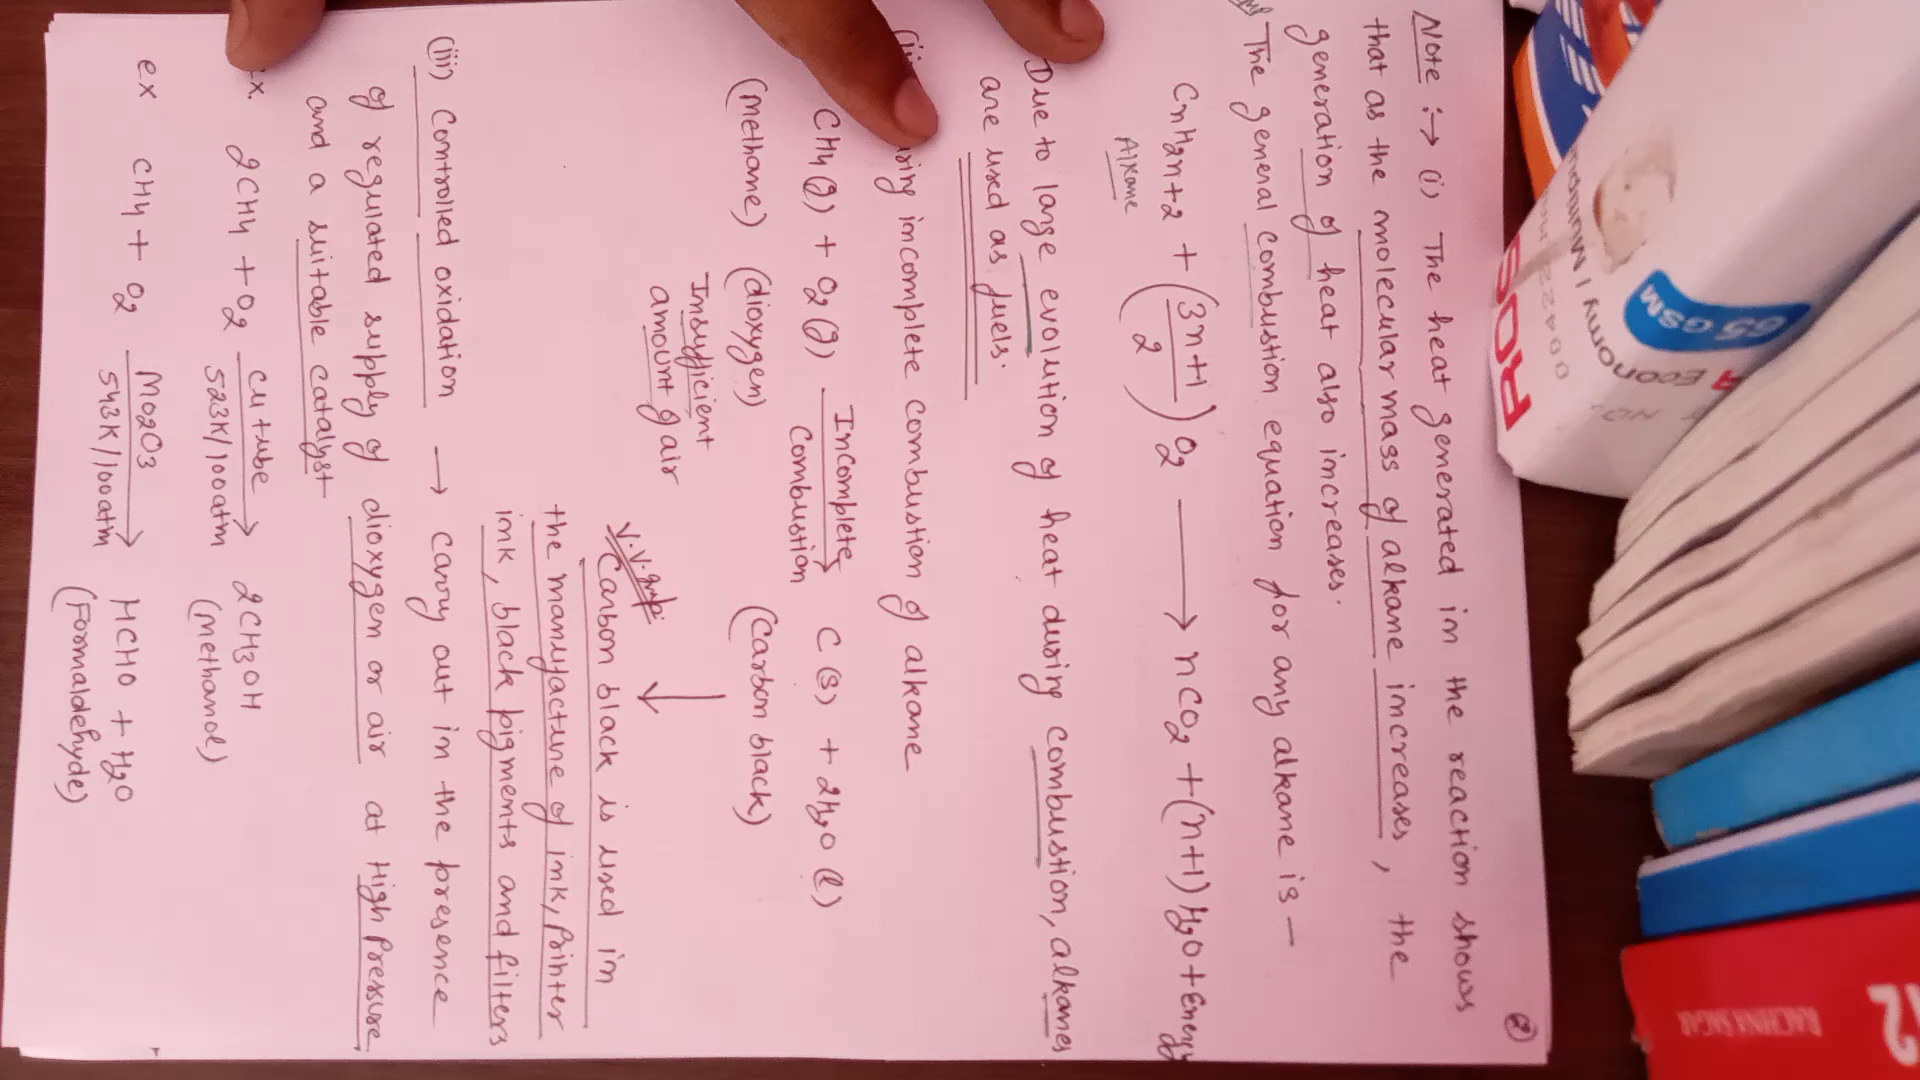 (2)
Note :→ (i) The heat generated in the reaction shows
that as the molecular mass of alkane increases, the
generation of heat also increases.
The general combustion equation for any alkane is -
CnH2n+2 + (3n+1/2) O2 ⟶ nCO2 + (n+1) H2O + Energy
Alkane
Due to large evolution of heat during combustion, alkanes
are used as fuels.
incomplete combustion of alkane
CH4(g) + O2(g) Incomplete Combustion → C(s) + 2H2O(l)
(methane) (dioxygen) (Carbon black)
Insufficient
amount of air
V.V.Imp. Carbon black is used in
the manufacture of ink, printer
ink, black pigments and filters
(iii) Controlled oxidation → carry out in the presence
of regulated supply of dioxygen or air at High Pressure,
and a suitable catalyst
ex. 2CH4 + O2 Cu tube 523K/100atm → 2CH3OH
(methanol)
ex CH4 + O2 Mo2O3 543K/100atm → HCHO + H2O
(Formaldehyde)
65 GSM
A ECONOMY
RACHNA SAGAR
12